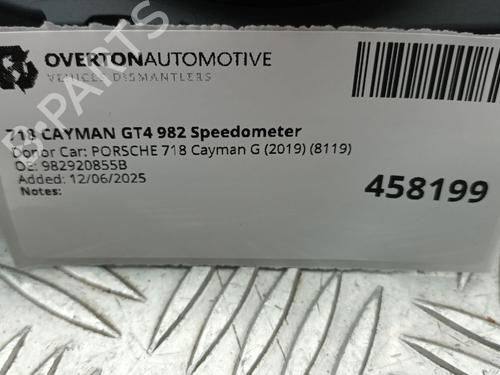 OVERTONAUTOMOTIVE
VEHICLE DISMANTLERS
718 CAYMAN GT4 982 Speedometer
Donor Car: PORSCHE 718 Cayman G (2019) (8119)
OE: 982920855B
Added: 12/06/2025
Notes:
458199
B-PARTS